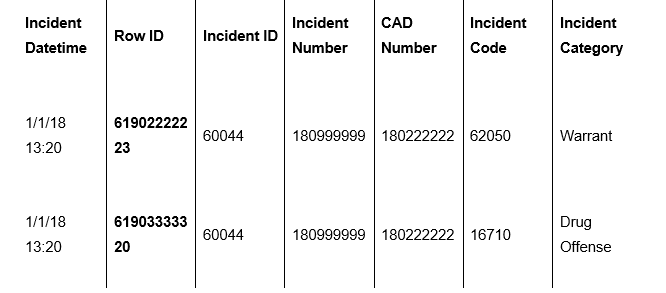 Incident Datetime Row ID Incident ID Incident Number CAD Number Incident Code Incident Category
1/1/18 13:20 61902222223 60044 180999999 180222222 62050 Warrant
1/1/18 13:20 61903333320 60044 180999999 180222222 16710 Drug Offense